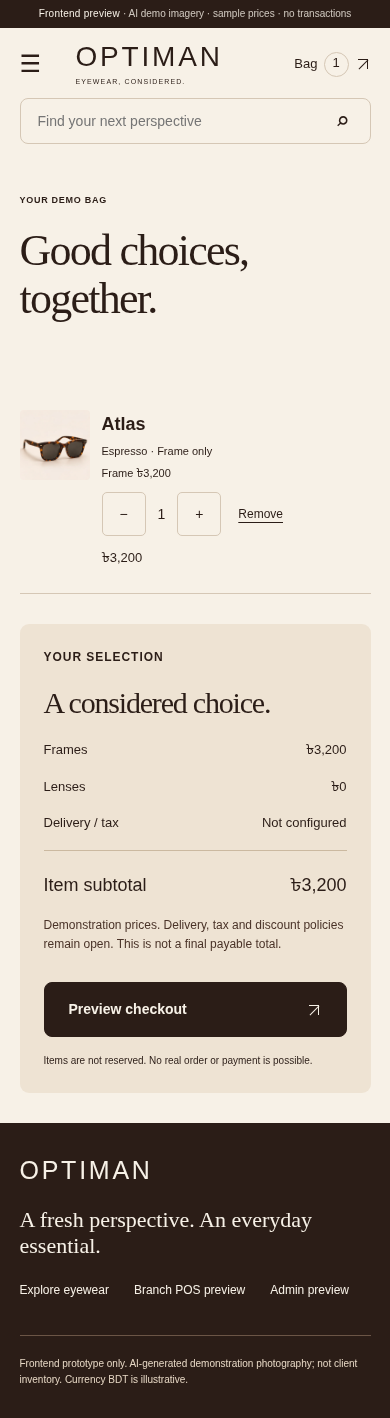 Frontend preview · AI demo imagery · sample prices · no transactions
OPTIMAN
EYEWEAR, CONSIDERED.
Bag 1
Find your next perspective
YOUR DEMO BAG
Good choices,
together.
Atlas
Espresso · Frame only
Frame ৳3,200
− 1 + Remove
৳3,200
YOUR SELECTION
A considered choice.
Frames ৳3,200
Lenses ৳0
Delivery / tax Not configured
Item subtotal ৳3,200
Demonstration prices. Delivery, tax and discount policies
remain open. This is not a final payable total.
Preview checkout
Items are not reserved. No real order or payment is possible.
OPTIMAN
A fresh perspective. An everyday
essential.
Explore eyewear Branch POS preview Admin preview
Frontend prototype only. AI-generated demonstration photography; not client
inventory. Currency BDT is illustrative.